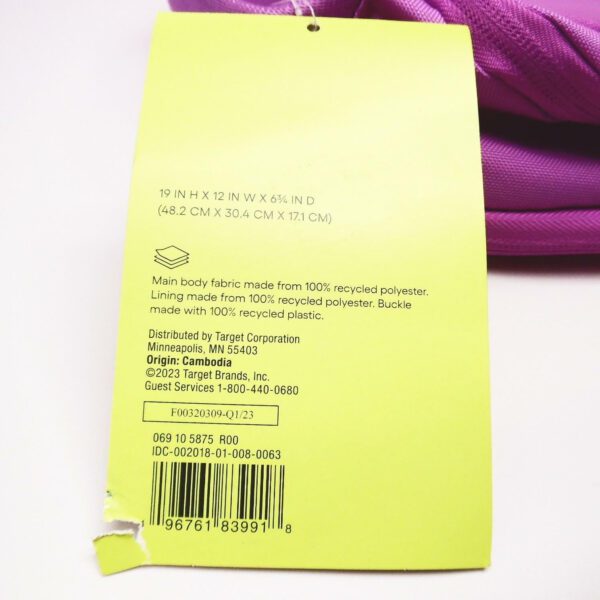 19 IN H X 12 IN W X 6¾ IN D
(48.2 CM X 30.4 CM X 17.1 CM)
Main body fabric made from 100% recycled polyester.
Lining made from 100% recycled polyester. Buckle
made with 100% recycled plastic.
Distributed by Target Corporation
Minneapolis, MN 55403
Origin: Cambodia
©2023 Target Brands, Inc.
Guest Services 1-800-440-0680
F00320309-Q1/23
069 10 5875 R00
IDC-002018-01-008-0063
1 96761 83991 8